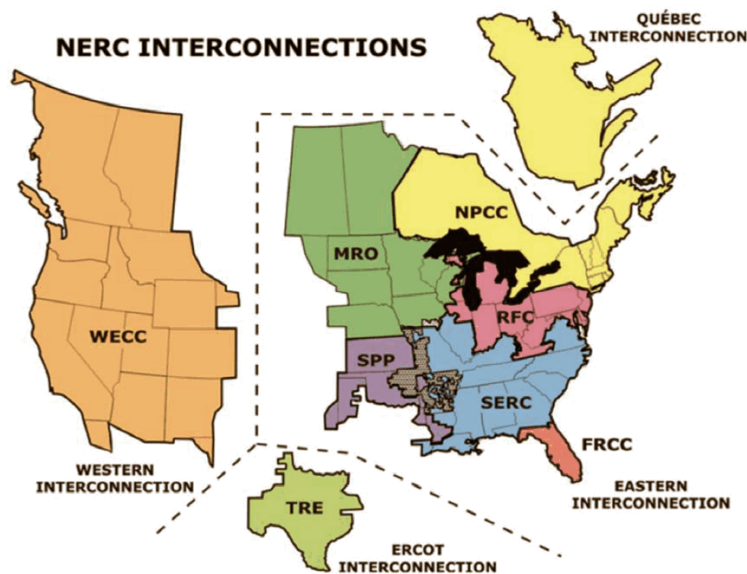 NERC INTERCONNECTIONS
QUÉBEC
INTERCONNECTION
NPCC
MRO
RFC
WECC
SPP
SERC
FRCC
WESTERN
INTERCONNECTION
EASTERN
INTERCONNECTION
TRE
ERCOT
INTERCONNECTION